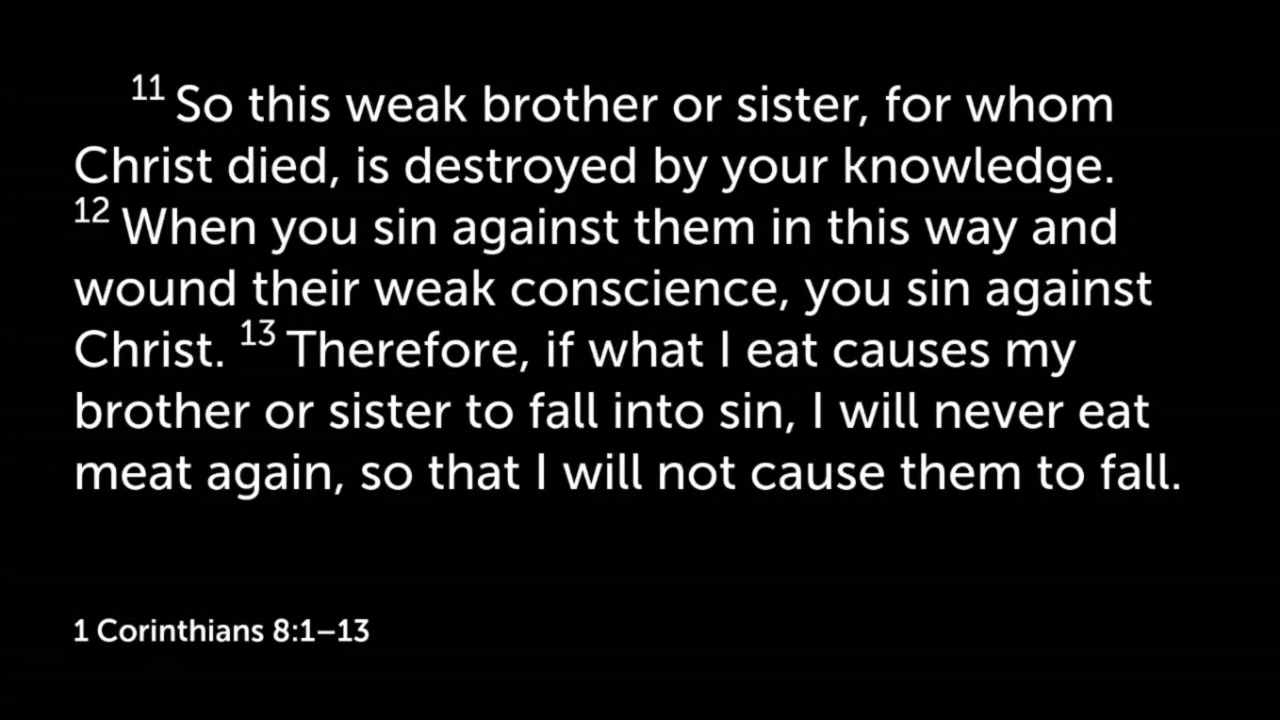 11 So this weak brother or sister, for whom
Christ died, is destroyed by your knowledge.
12 When you sin against them in this way and
wound their weak conscience, you sin against
Christ. 13 Therefore, if what I eat causes my
brother or sister to fall into sin, I will never eat
meat again, so that I will not cause them to fall.
1 Corinthians 8:1–13